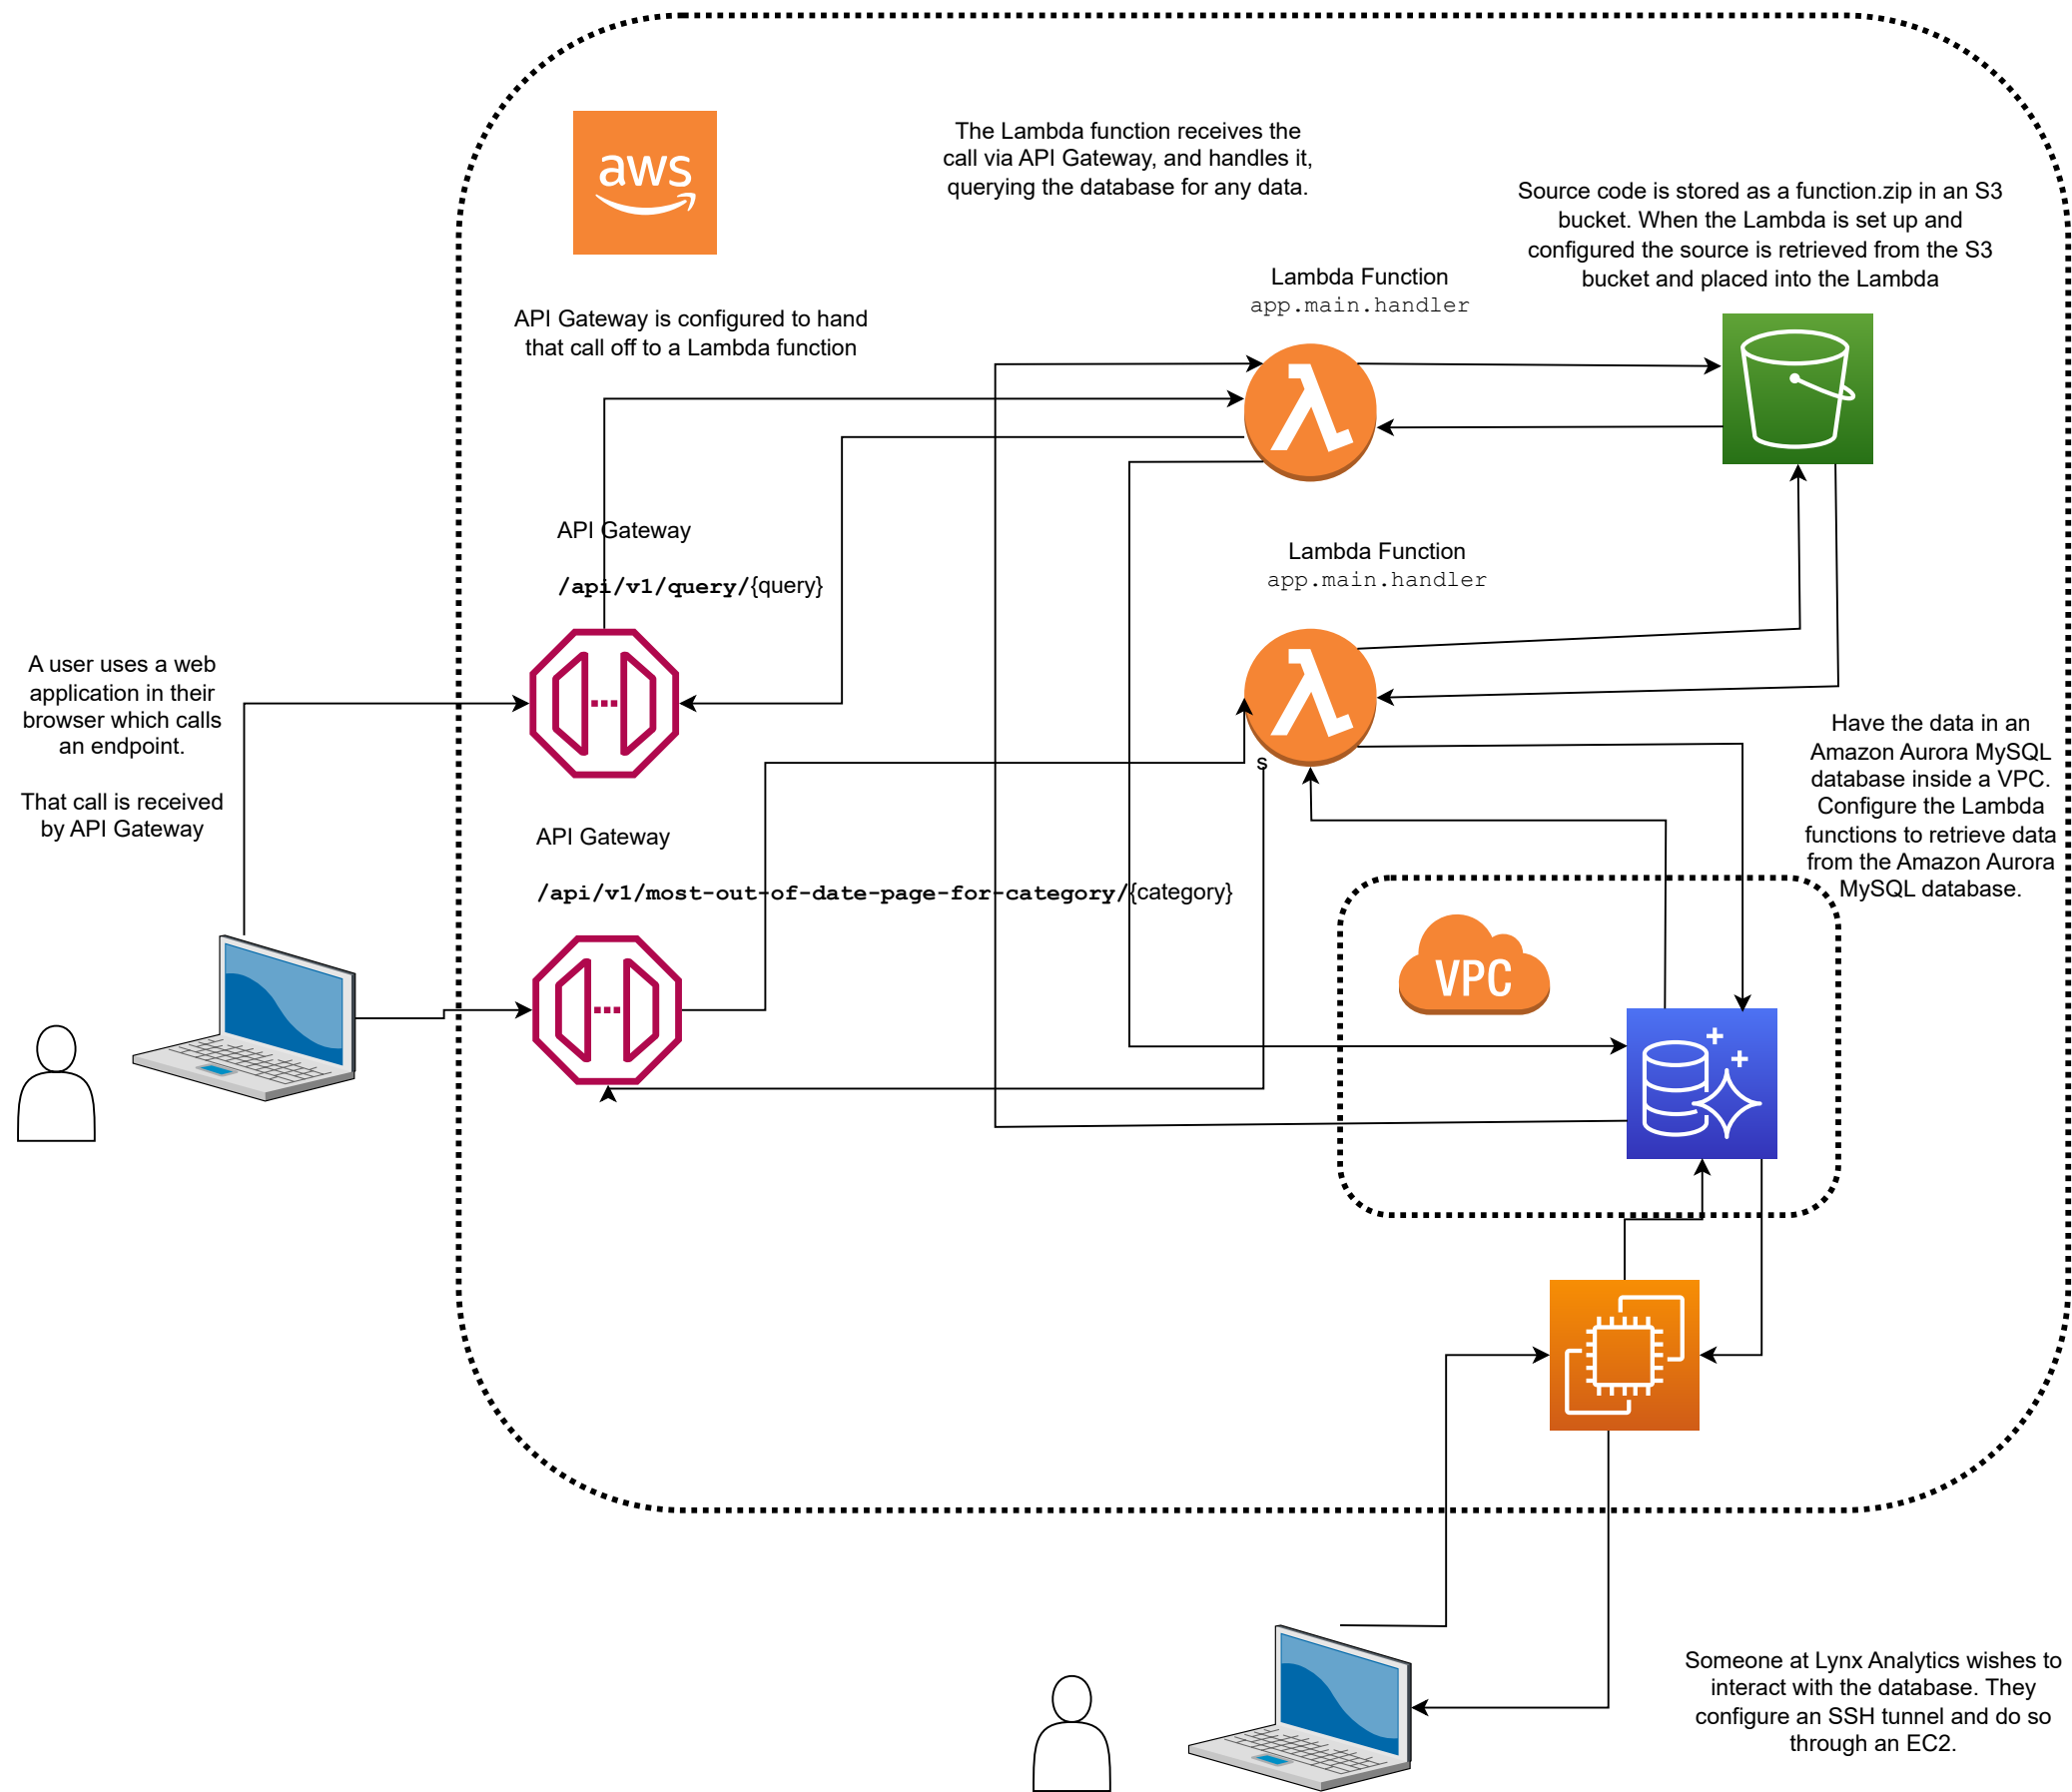 aws
The Lambda function receives the
call via API Gateway, and handles it,
querying the database for any data.
Source code is stored as a function.zip in an S3
bucket. When the Lambda is set up and
configured the source is retrieved from the S3
bucket and placed into the Lambda
Lambda Function
app.main.handler
API Gateway is configured to hand
that call off to a Lambda function
API Gateway
/api/v1/query/{query}
Lambda Function
app.main.handler
A user uses a web
application in their
browser which calls
an endpoint.
That call is received
by API Gateway
s
Have the data in an
Amazon Aurora MySQL
database inside a VPC.
Configure the Lambda
functions to retrieve data
from the Amazon Aurora
MySQL database.
API Gateway
/api/v1/most-out-of-date-page-for-category/{category}
VPC
Someone at Lynx Analytics wishes to
interact with the database. They
configure an SSH tunnel and do so
through an EC2.